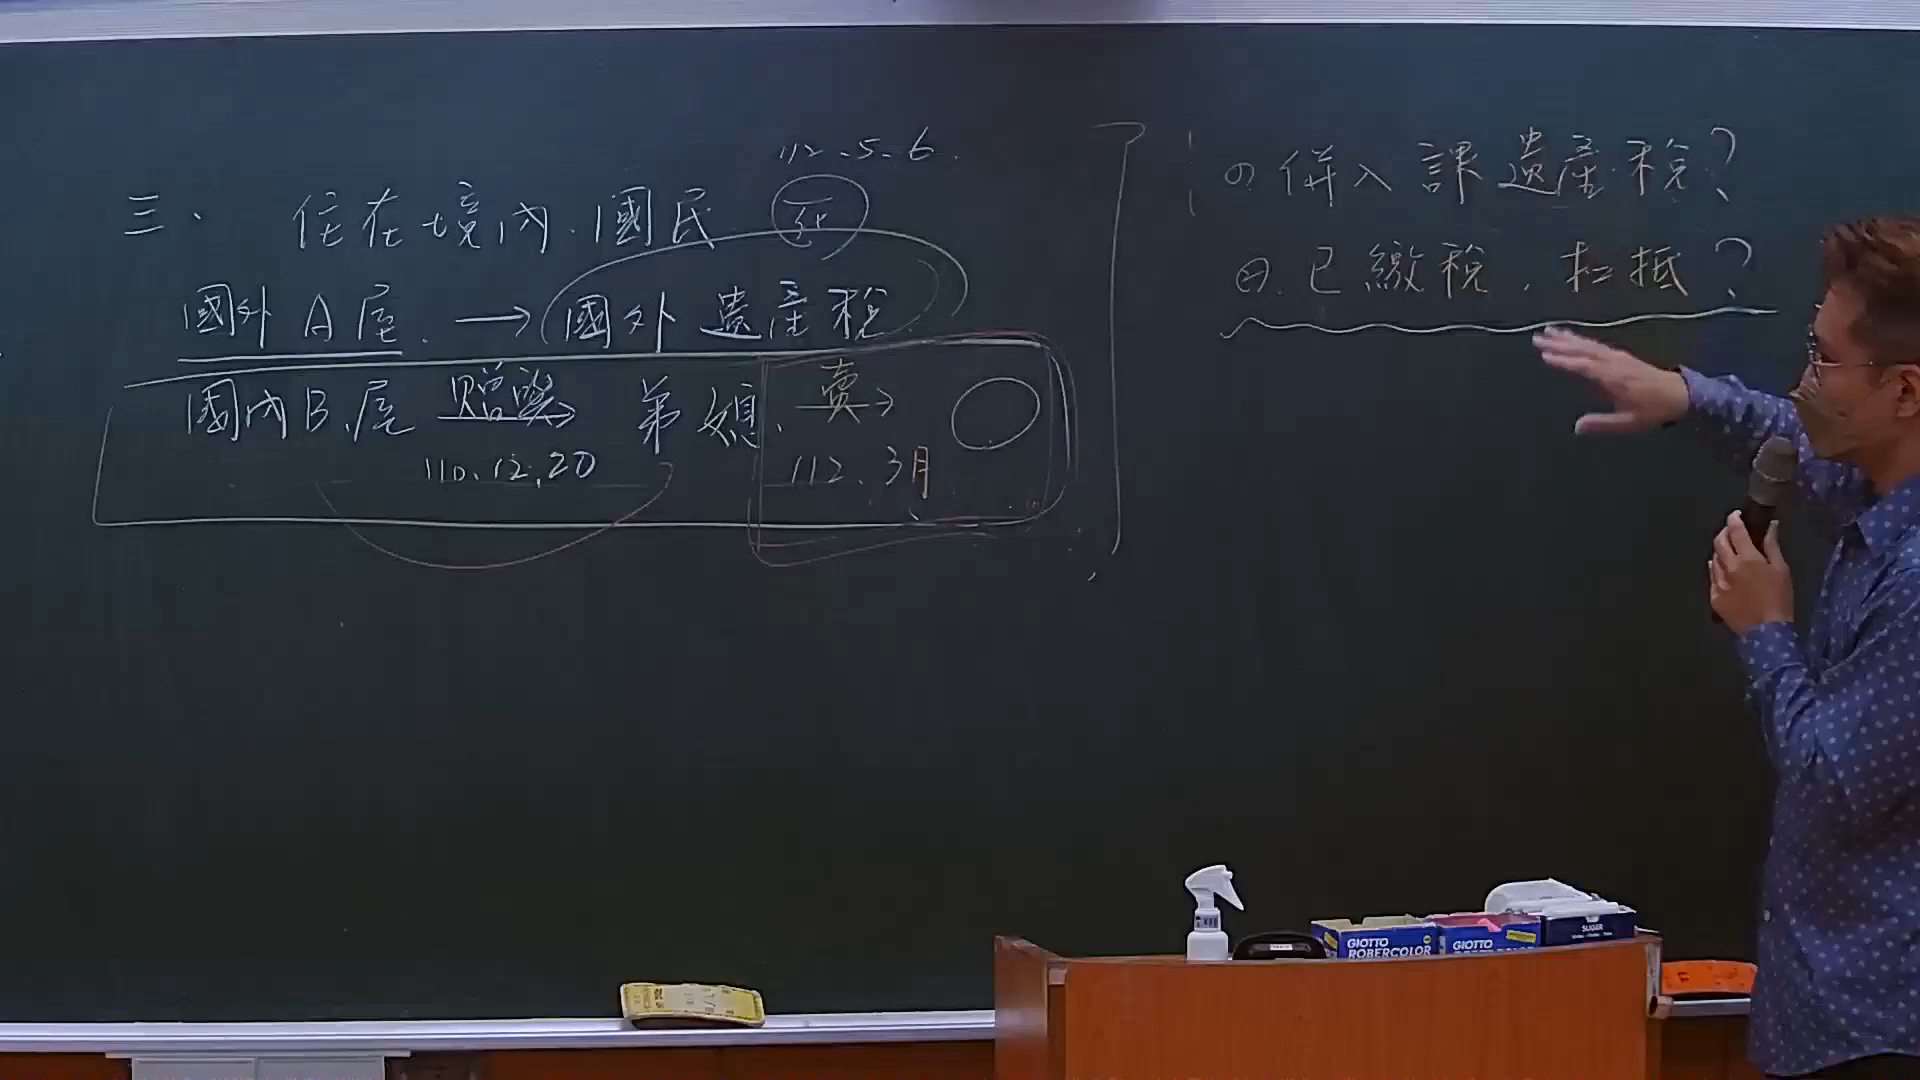 112.5.6.
三. 住在境內.國民 死
國外A屋. → 國外遺產稅
國內B.屋 贈與→ 弟媳. 賣→
110.12.20 112.3月
(1) 併入課遺產稅?
(2). 已繳稅, 扣抵?
GIOTTO ROBERCOLOR
GIOTTO